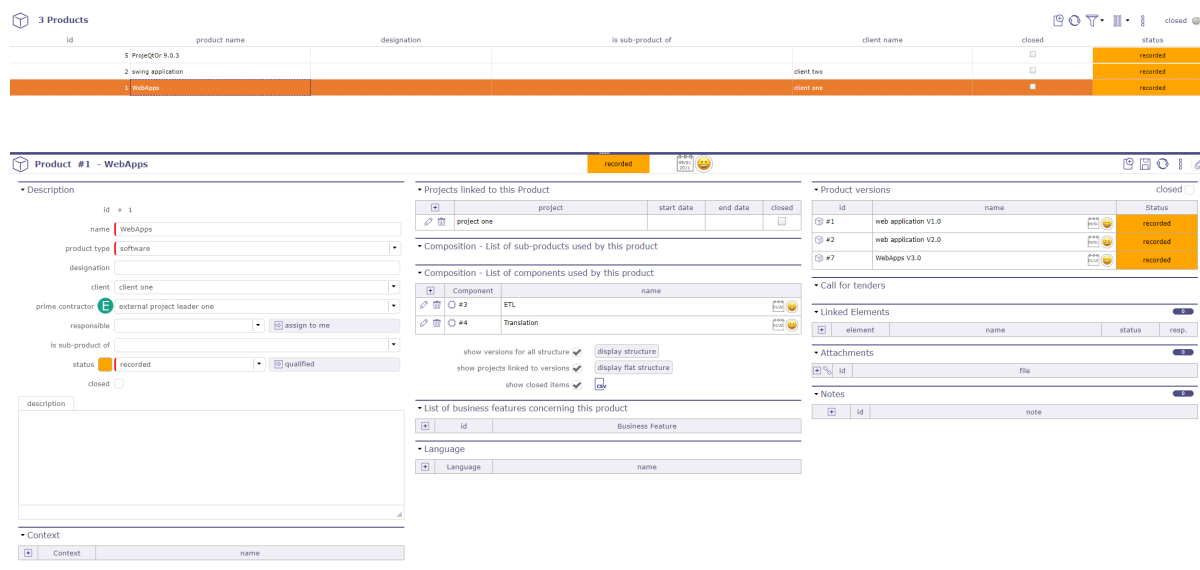 3 Products
closed
id product name designation is sub-product of client name closed status
5 ProjeQtOr 9.0.3 recorded
2 swing application client two recorded
1 WebApps client one recorded
Product #1 - WebApps
recorded
Description
id # 1
name WebApps
product type software
designation
client client one
prime contractor E external project leader one
responsible assign to me
is sub-product of
status recorded qualified
closed
description
Context
Context name
Projects linked to this Product
project start date end date closed
project one
Composition - List of sub-products used by this product
Composition - List of components used by this product
Component name
#3 ETL
#4 Translation
show versions for all structure display structure
show projects linked to versions display flat structure
show closed items CSV
List of business features concerning this product
id Business Feature
Language
Language name
Product versions closed
id name Status
#1 web application V1.0 recorded
#2 web application V2.0 recorded
#7 WebApps V3.0 recorded
Call for tenders
Linked Elements 0
element name status resp.
Attachments 0
id file
Notes 0
id note